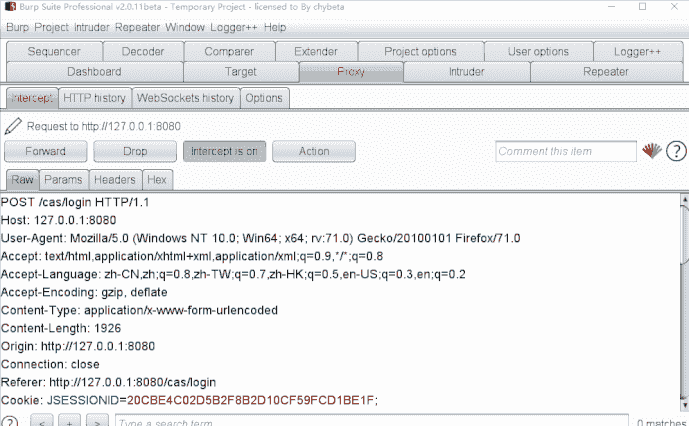 Burp Suite Professional v2.0.11beta - Temporary Project - licensed to By chybeta
Burp Project Intruder Repeater Window Logger++ Help
Sequencer Decoder Comparer Extender Project options User options Logger++
Dashboard Target Proxy Intruder Repeater
Intercept HTTP history WebSockets history Options
Request to http://127.0.0.1:8080
Forward Drop Intercept is on Action Comment this item ?
Raw Params Headers Hex
POST /cas/login HTTP/1.1
Host: 127.0.0.1:8080
User-Agent: Mozilla/5.0 (Windows NT 10.0; Win64; x64; rv:71.0) Gecko/20100101 Firefox/71.0
Accept: text/html,application/xhtml+xml,application/xml;q=0.9,*/*;q=0.8
Accept-Language: zh-CN,zh;q=0.8,zh-TW;q=0.7,zh-HK;q=0.5,en-US;q=0.3,en;q=0.2
Accept-Encoding: gzip, deflate
Content-Type: application/x-www-form-urlencoded
Content-Length: 1926
Origin: http://127.0.0.1:8080
Connection: close
Referer: http://127.0.0.1:8080/cas/login
Cookie: JSESSIONID=20CBE4C02D5B2F8B2D10CF59FCD1BE1F;
? < + > Type a search term 0 matches